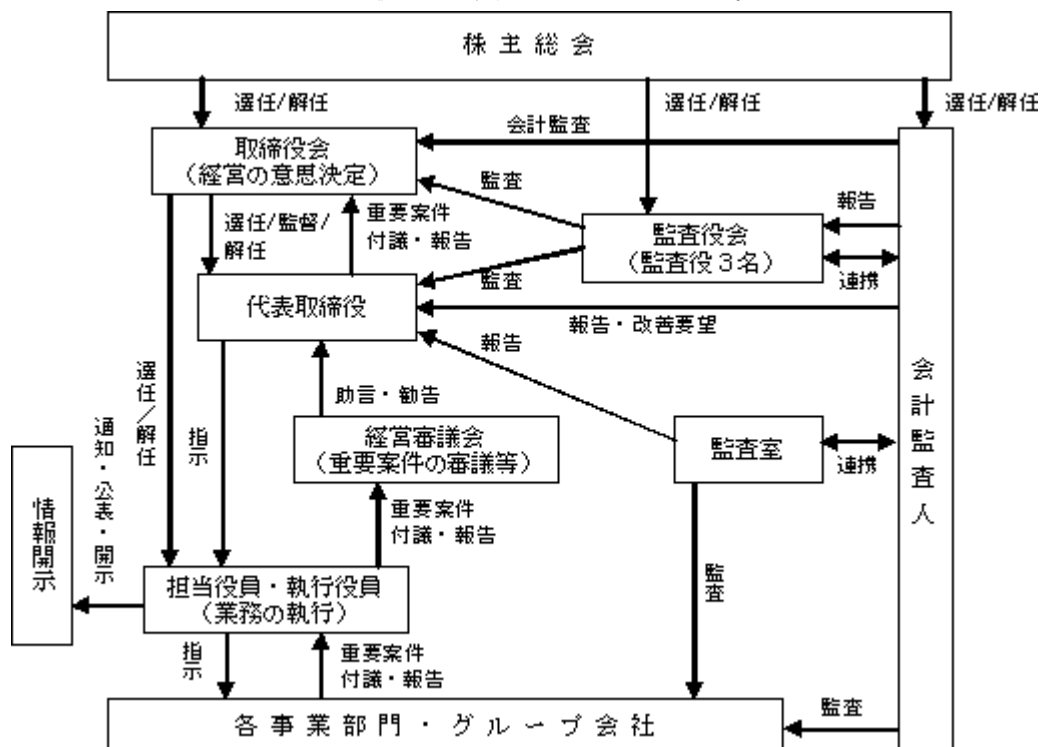 株主総会
選任/解任
選任/解任
選任/解任
取締役会
(経営の意思決定)
会計監査
監査
報告
選任/監督/
解任
重要案件
付議・報告
監査役会
(監査役3名)
連携
監査
代表取締役
報告・改善要望
報告
選任/解任
指示
助言・勧告
経営審議会
(重要案件の審議等)
監査室
連携
会計監査人
通知・公表・開示
情報開示
重要案件
付議・報告
監査
担当役員・執行役員
(業務の執行)
指示
重要案件
付議・報告
各事業部門・グループ会社
監査